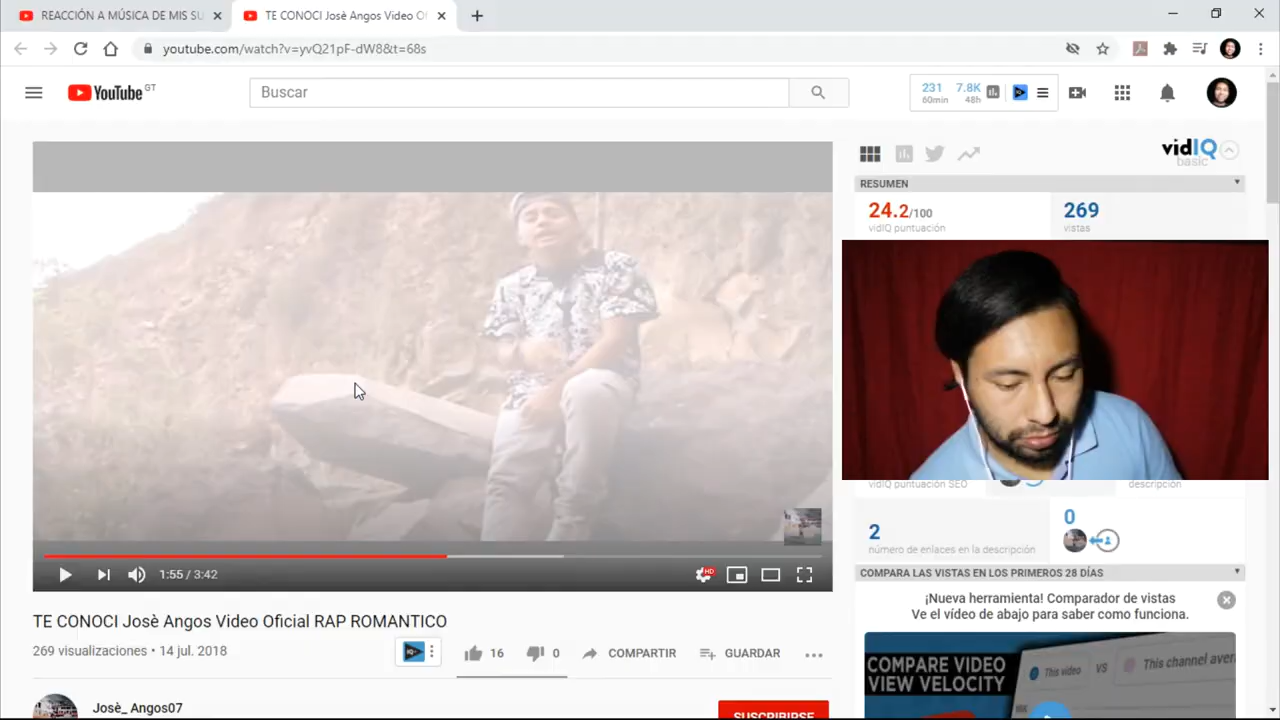 REACCIÓN A MÚSICA DE MIS SU
TE CONOCI Josè Angos Video Of
youtube.com/watch?v=yvQ21pF-dW8&t=68s
YouTube GT
Buscar
231 7.8K
60min 48h
vidIQ
basic
RESUMEN
24.2/100 269
vidIQ puntuación vistas
vidIQ puntuación SEO descripción
2 0
número de enlaces en la descripción
COMPARA LAS VISTAS EN LOS PRIMEROS 28 DÍAS
¡Nueva herramienta! Comparador de vistas
Ve el vídeo de abajo para saber como funciona.
COMPARE VIDEO
VIEW VELOCITY
This video VS This channel aver
HD
1:55 / 3:42
TE CONOCI Josè Angos Video Oficial RAP ROMANTICO
269 visualizaciones • 14 jul. 2018
16 0 COMPARTIR GUARDAR
Josè_ Angos07
SUSCRIBIRSE